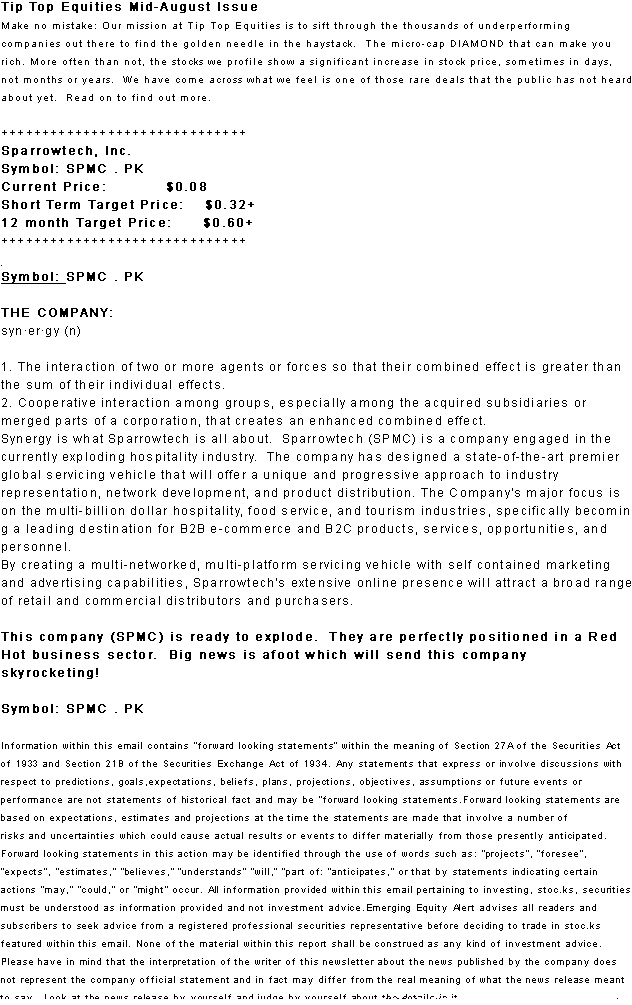 Tip Top Equities Mid-August Issue
Make no mistake: Our mission at Tip Top Equities is to sift through the thousands of underperforming
companies out there to find the golden needle in the haystack. The micro-cap DIAMOND that can make you
rich. More often than not, the stocks we profile show a significant increase in stock price, sometimes in days,
not months or years. We have come across what we feel is one of those rare deals that the public has not heard
about yet. Read on to find out more.
++++++++++++++++++++++++++++++
Sparrowtech, Inc.
Symbol: SPMC . PK
Current Price: $0.08
Short Term Target Price: $0.32+
12 month Target Price: $0.60+
++++++++++++++++++++++++++++++
.
Symbol: SPMC . PK
THE COMPANY:
syn·er·gy (n)
1. The interaction of two or more agents or forces so that their combined effect is greater than
the sum of their individual effects.
2. Cooperative interaction among groups, especially among the acquired subsidiaries or
merged parts of a corporation, that creates an enhanced combined effect.
Synergy is what Sparrowtech is all about. Sparrowtech (SPMC) is a company engaged in the
currently exploding hospitality industry. The company has designed a state-of-the-art premier
global servicing vehicle that will offer a unique and progressive approach to industry
representation, network development, and product distribution. The Company's major focus is
on the multi-billion dollar hospitality, food service, and tourism industries, specifically becomin
g a leading destination for B2B e-commerce and B2C products, services, opportunities, and
personnel.
By creating a multi-networked, multi-platform servicing vehicle with self contained marketing
and advertising capabilities, Sparrowtech's extensive online presence will attract a broad range
of retail and commercial distributors and purchasers.
This company (SPMC) is ready to explode. They are perfectly positioned in a Red
Hot business sector. Big news is afoot which will send this company
skyrocketing!
Symbol: SPMC . PK
Information within this email contains "forward looking statements" within the meaning of Section 27A of the Securities Act
of 1933 and Section 21B of the Securities Exchange Act of 1934. Any statements that express or involve discussions with
respect to predictions, goals,expectations, beliefs, plans, projections, objectives, assumptions or future events or
performance are not statements of historical fact and may be "forward looking statements.Forward looking statements are
based on expectations, estimates and projections at the time the statements are made that involve a number of
risks and uncertainties which could cause actual results or events to differ materially from those presently anticipated.
Forward looking statements in this action may be identified through the use of words such as: "projects", "foresee",
"expects", "estimates," "believes," "understands" "will," "part of: "anticipates," or that by statements indicating certain
actions "may," "could," or "might" occur. All information provided within this email pertaining to investing, stoc.ks, securities
must be understood as information provided and not investment advice.Emerging Equity Alert advises all readers and
subscribers to seek advice from a registered professional securities representative before deciding to trade in stoc.ks
featured within this email. None of the material within this report shall be construed as any kind of investment advice.
Please have in mind that the interpretation of the writer of this newsletter about the news published by the company does
not represent the company official statement and in fact may differ from the real meaning of what the news release meant
to say. Look at the news release by yourself and judge by yourself about the details in it.